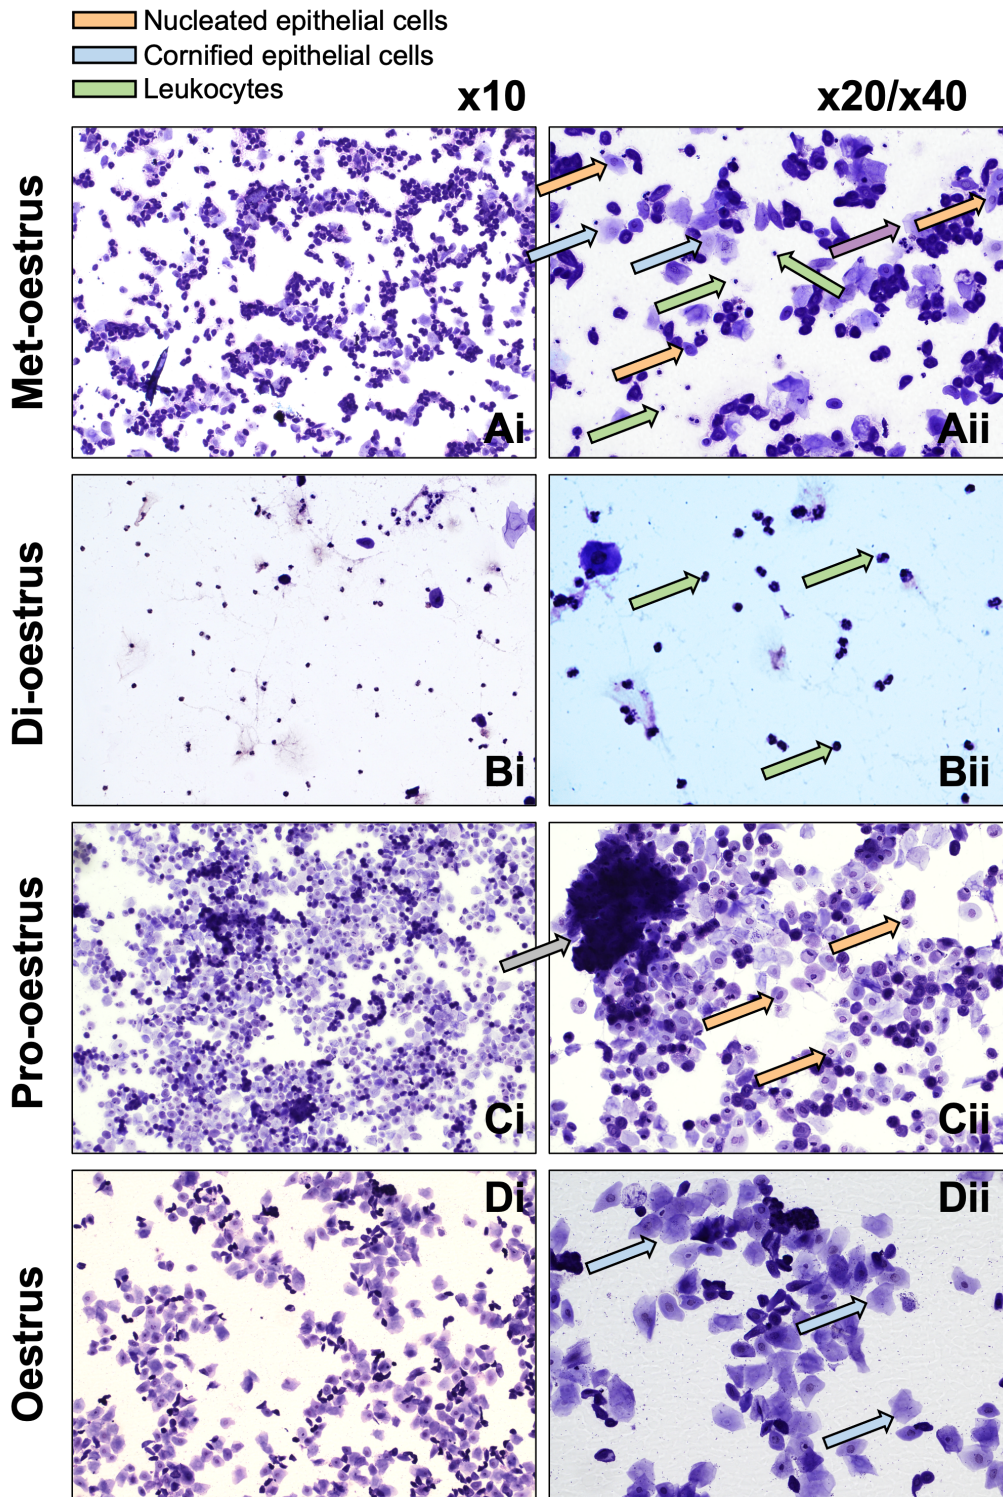 Nucleated epithelial cells
Cornified epithelial cells
Leukocytes
x10
x20/x40
Met-oestrus
Ai
Aii
Di-oestrus
Bi
Bii
Pro-oestrus
Ci
Cii
Oestrus
Di
Dii